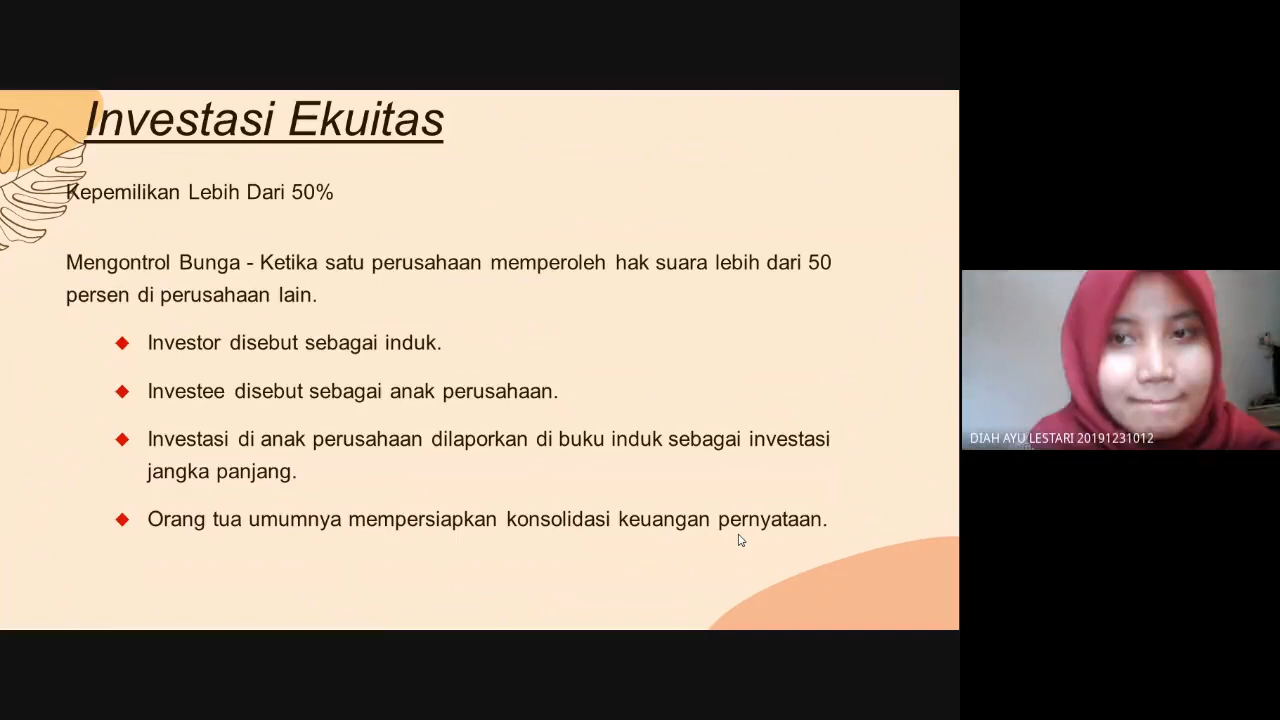 Investasi Ekuitas
Kepemilikan Lebih Dari 50%
Mengontrol Bunga - Ketika satu perusahaan memperoleh hak suara lebih dari 50
persen di perusahaan lain.
Investor disebut sebagai induk.
Investee disebut sebagai anak perusahaan.
Investasi di anak perusahaan dilaporkan di buku induk sebagai investasi
jangka panjang.
Orang tua umumnya mempersiapkan konsolidasi keuangan pernyataan.
DIAH AYU LESTARI 20191231012